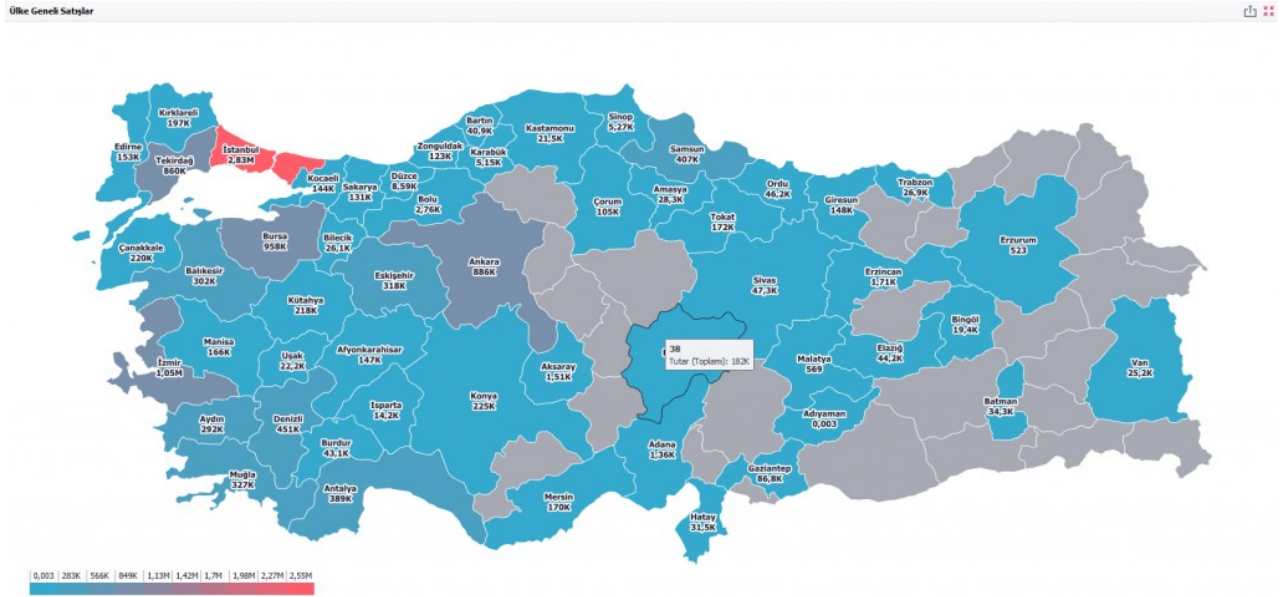 Ülke Geneli Satışlar
Kırklareli
197K
Edirne
153K
Tekirdağ
860K
İstanbul
2,83M
Kocaeli
144K
Sakarya
131K
Düzce
8,59K
Zonguldak
123K
Bartın
40,9K
Karabük
5,15K
Kastamonu
21,5K
Sinop
5,27K
Samsun
407K
Bolu
2,76K
Çorum
105K
Amasya
28,3K
Tokat
172K
Ordu
46,2K
Giresun
148K
Trabzon
26,9K
Erzurum
523
Çanakkale
220K
Balıkesir
302K
Bursa
958K
Bilecik
26,1K
Eskişehir
318K
Ankara
886K
Kütahya
218K
Sivas
47,3K
Erzincan
1,71K
Bingöl
19,4K
Elazığ
44,2K
Malatya
569
Van
25,2K
Batman
34,3K
Adıyaman
0,003
İzmir
1,05M
Manisa
166K
Uşak
22,2K
Afyonkarahisar
147K
Aksaray
1,51K
Konya
225K
Isparta
14,2K
38
Tutar (Toplamı): 182K
Aydın
292K
Denizli
451K
Burdur
43,1K
Muğla
327K
Antalya
389K
Mersin
170K
Adana
1,36K
Gaziantep
86,8K
Hatay
31,5K
0,003 283K 566K 849K 1,13M 1,42M 1,7M 1,98M 2,27M 2,55M